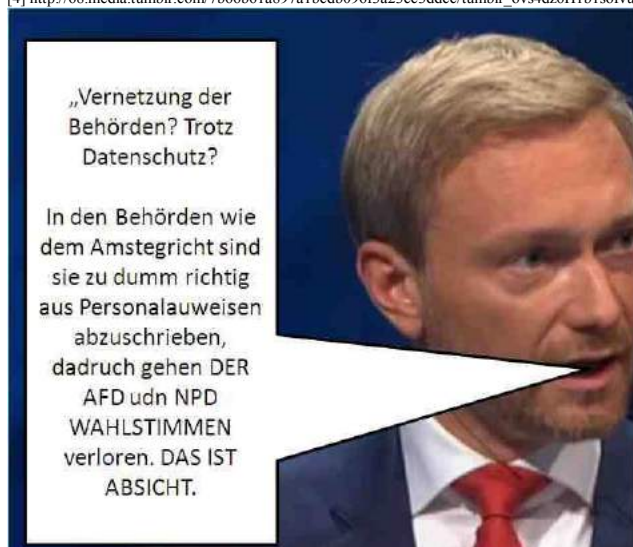 „Vernetzung der
Behörden? Trotz
Datenschutz?
In den Behörden wie
dem Amstegricht sind
sie zu dumm richtig
aus Personalauweisen
abzuschrieben,
dadruch gehen DER
AFD udn NPD
WAHLSTIMMEN
verloren. DAS IST
ABSICHT.